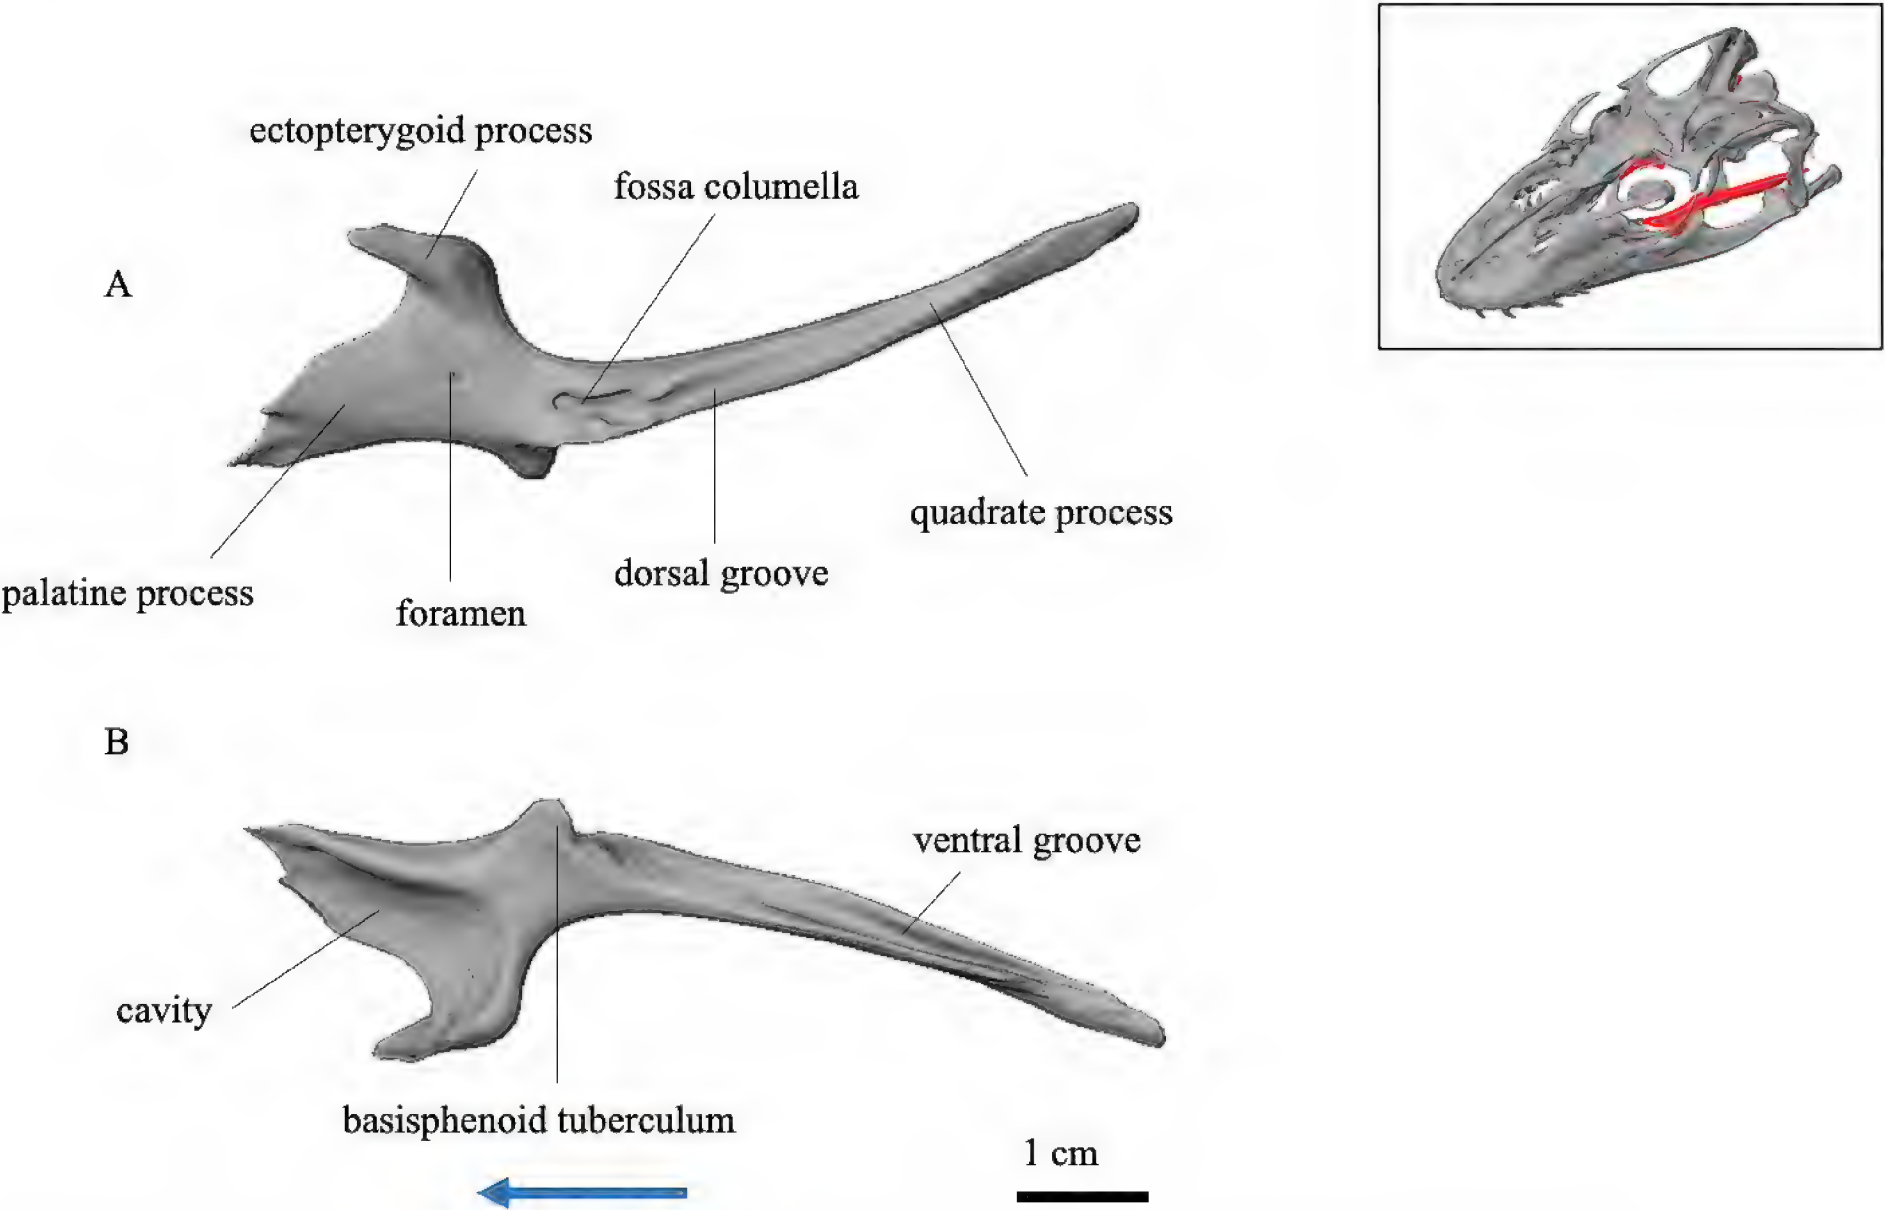 ectopterygoid process
fossa columella
A
quadrate process
dorsal groove
palatine process
foramen
B
ventral groove
cavity
basisphenoid tuberculum
1 cm